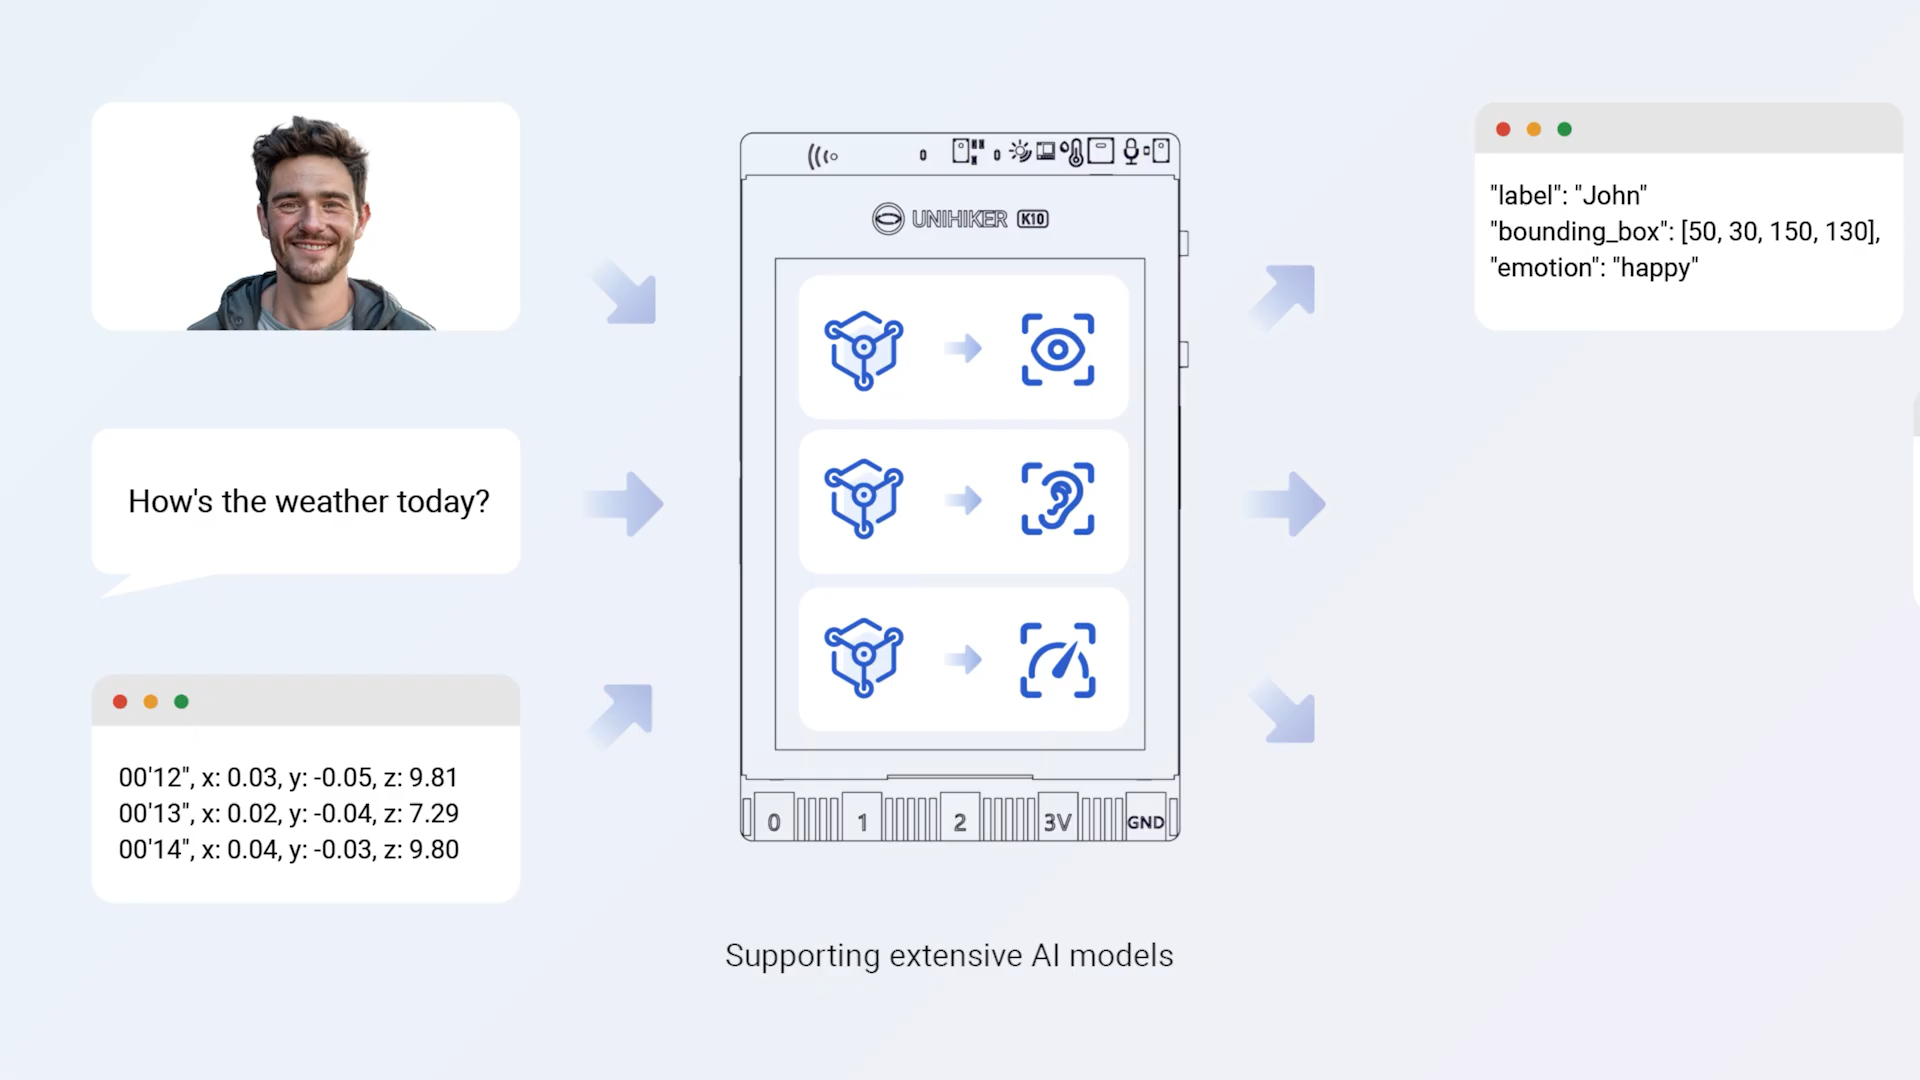 UNIHIKER K10
How's the weather today?
00'12", x: 0.03, y: -0.05, z: 9.81
00'13", x: 0.02, y: -0.04, z: 7.29
00'14", x: 0.04, y: -0.03, z: 9.80
0 1 2 3V GND
"label": "John"
"bounding_box": [50, 30, 150, 130],
"emotion": "happy"
Supporting extensive AI models